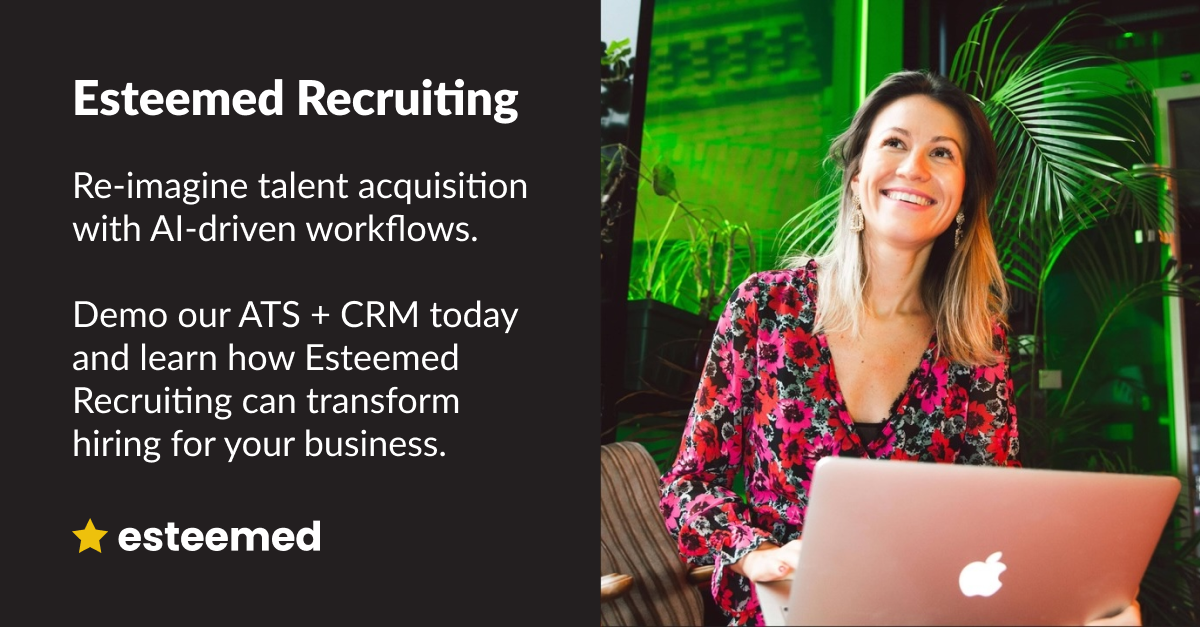 Esteemed Recruiting
Re-imagine talent acquisition
with AI-driven workflows.
Demo our ATS + CRM today
and learn how Esteemed
Recruiting can transform
hiring for your business.
esteemed